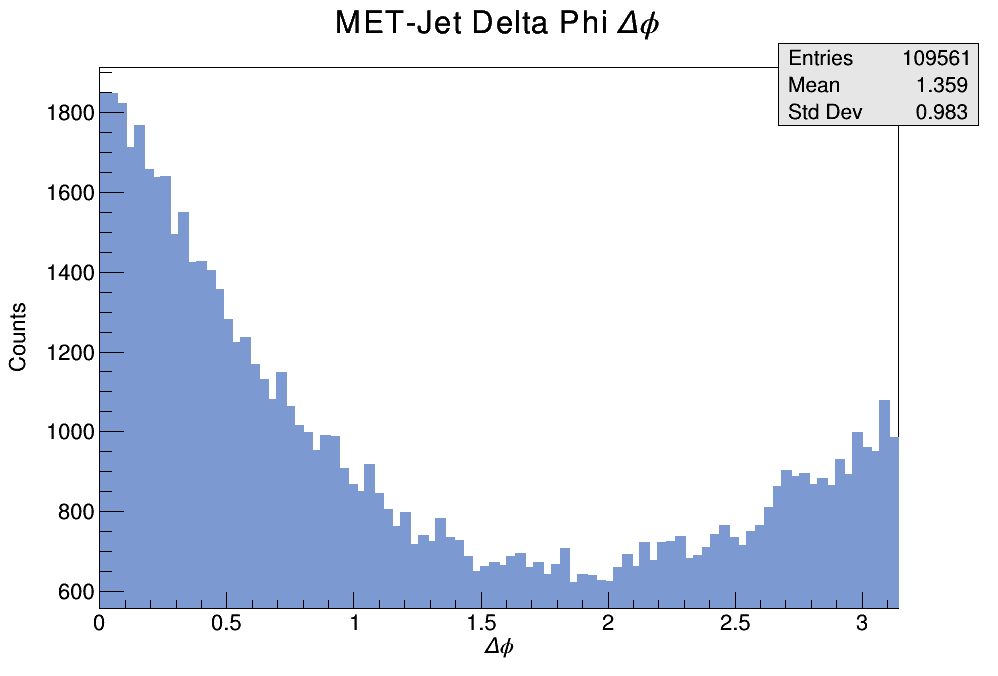 MET-Jet Delta Phi Δϕ
Entries 109561
Mean 1.359
Std Dev 0.983
Counts
1800
1600
1400
1200
1000
800
600
0 0.5 1 1.5 2 2.5 3
Δϕ